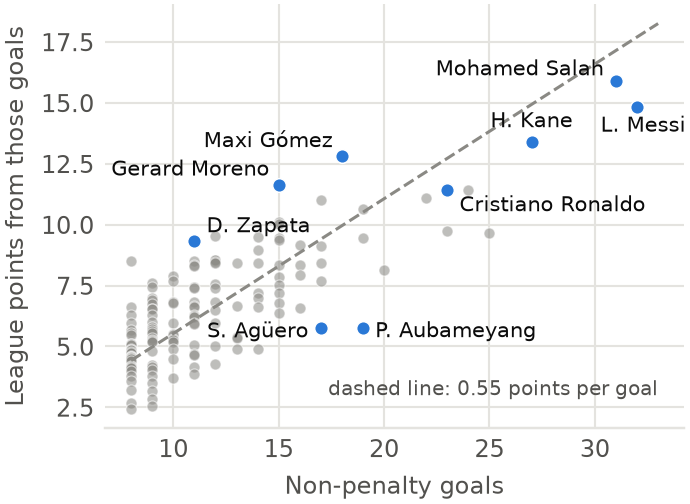 League points from those goals
17.5
15.0
12.5
10.0
7.5
5.0
2.5
Mohamed Salah
H. Kane
L. Messi
Maxi Gómez
Gerard Moreno
Cristiano Ronaldo
D. Zapata
S. Agüero
P. Aubameyang
dashed line: 0.55 points per goal
10
15
20
25
30
Non-penalty goals